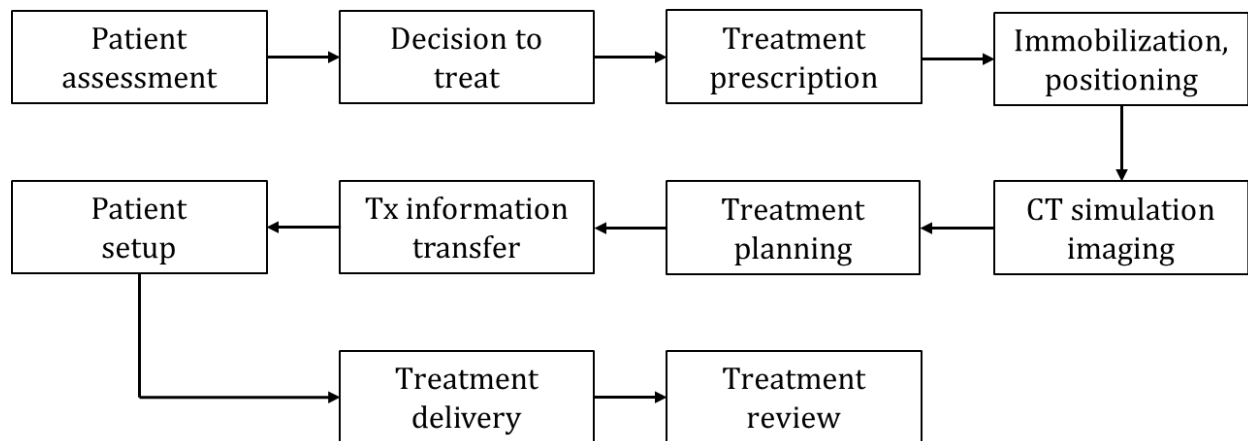 Patient
assessment
Decision to
treat
Treatment
prescription
Immobilization,
positioning
Patient
setup
Tx information
transfer
Treatment
planning
CT simulation
imaging
Treatment
delivery
Treatment
review